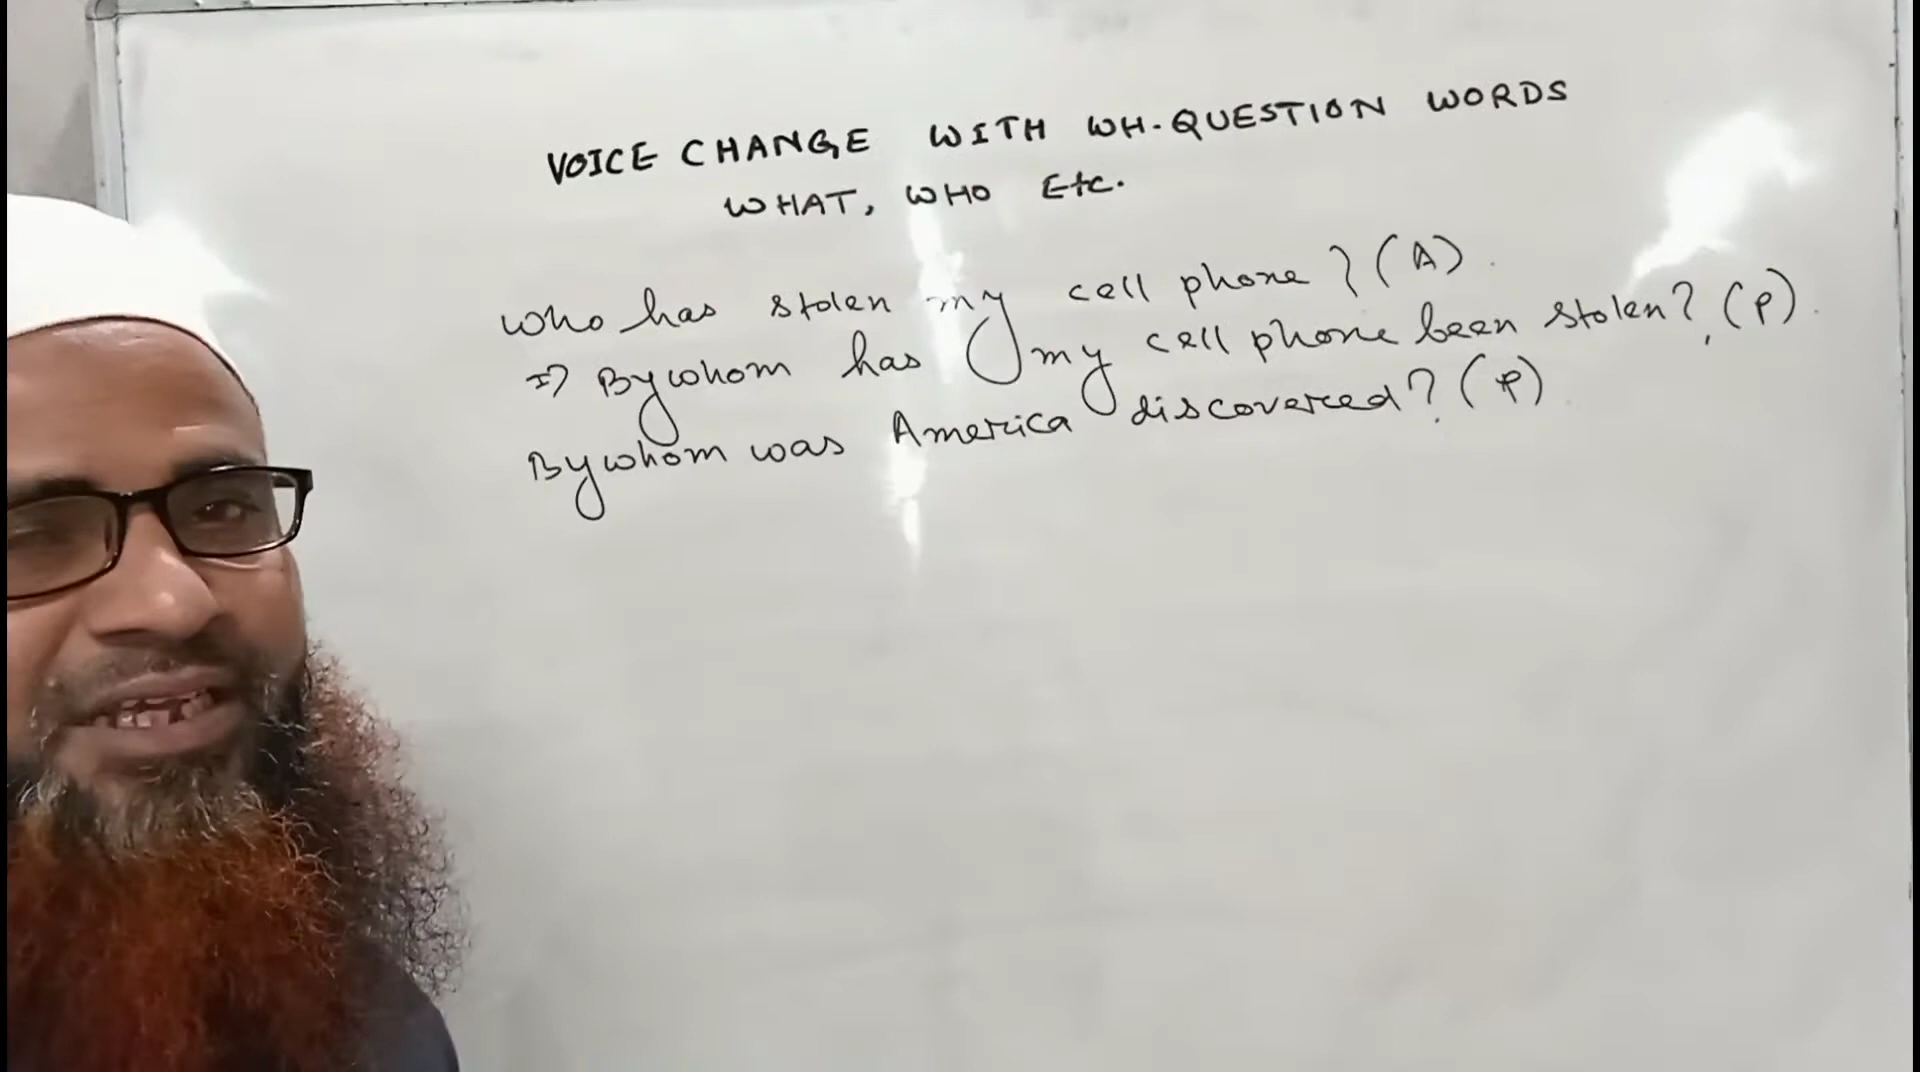 VOICE CHANGE WITH WH-QUESTION WORDS
WHAT, WHO Etc.
Who has stolen my cell phone? (A).
=> By whom has my cell phone been stolen? (P).
By whom was America discovered? (P)